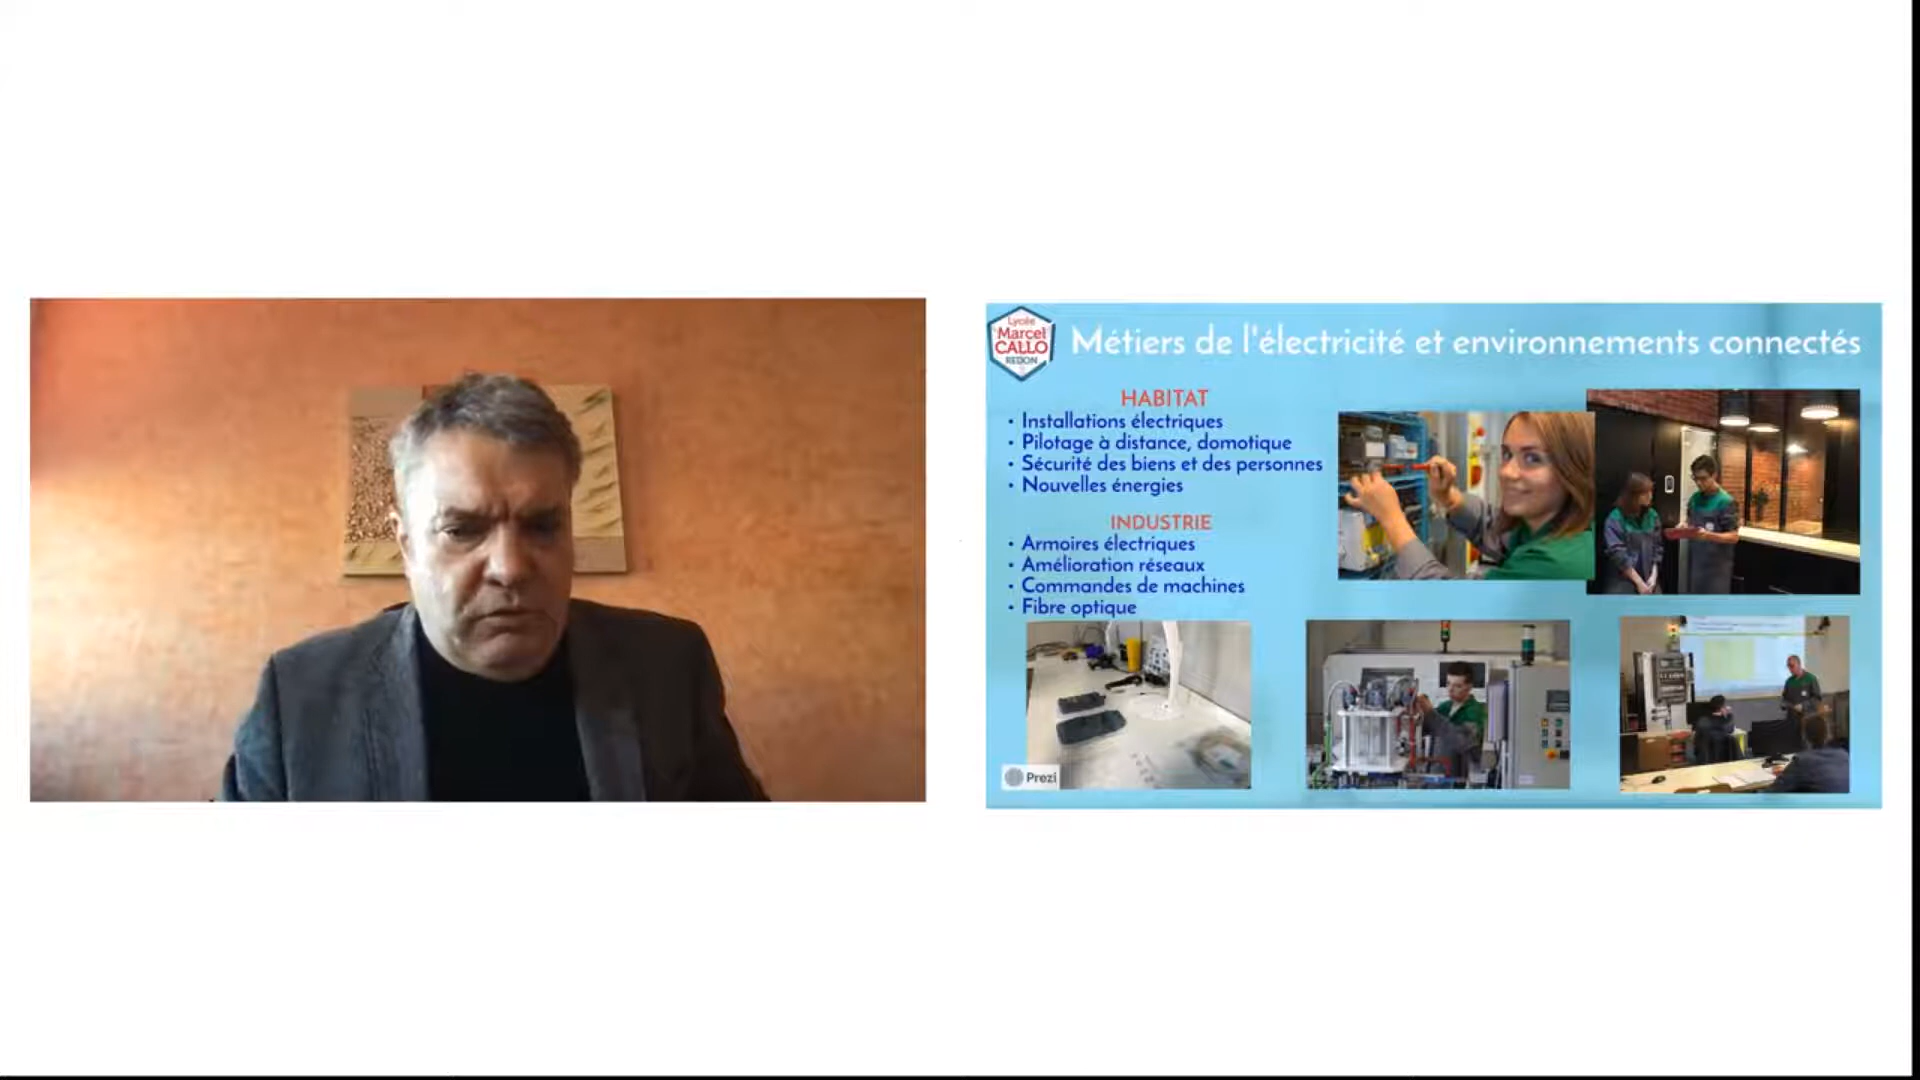 Lycée
Marcel
CALLO
REDON
Métiers de l'électricité et environnements connectés
HABITAT
• Installations électriques
• Pilotage à distance, domotique
• Sécurité des biens et des personnes
• Nouvelles énergies
INDUSTRIE
• Armoires électriques
• Amélioration réseaux
• Commandes de machines
• Fibre optique
Prezi